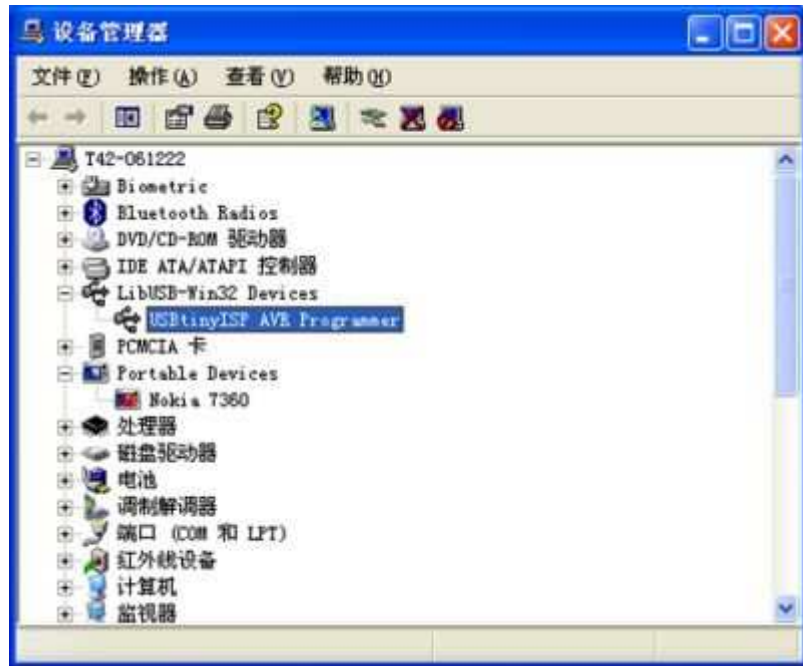 设备管理器
文件(F) 操作(A) 查看(V) 帮助(H)
T42-061222
Biometric
Bluetooth Radios
DVD/CD-ROM 驱动器
IDE ATA/ATAPI 控制器
LibUSB-Win32 Devices
USBtinyISP AVR Programmer
PCMCIA 卡
Portable Devices
Nokia 7360
处理器
磁盘驱动器
电池
调制解调器
端口 (COM 和 LPT)
红外线设备
计算机
监视器